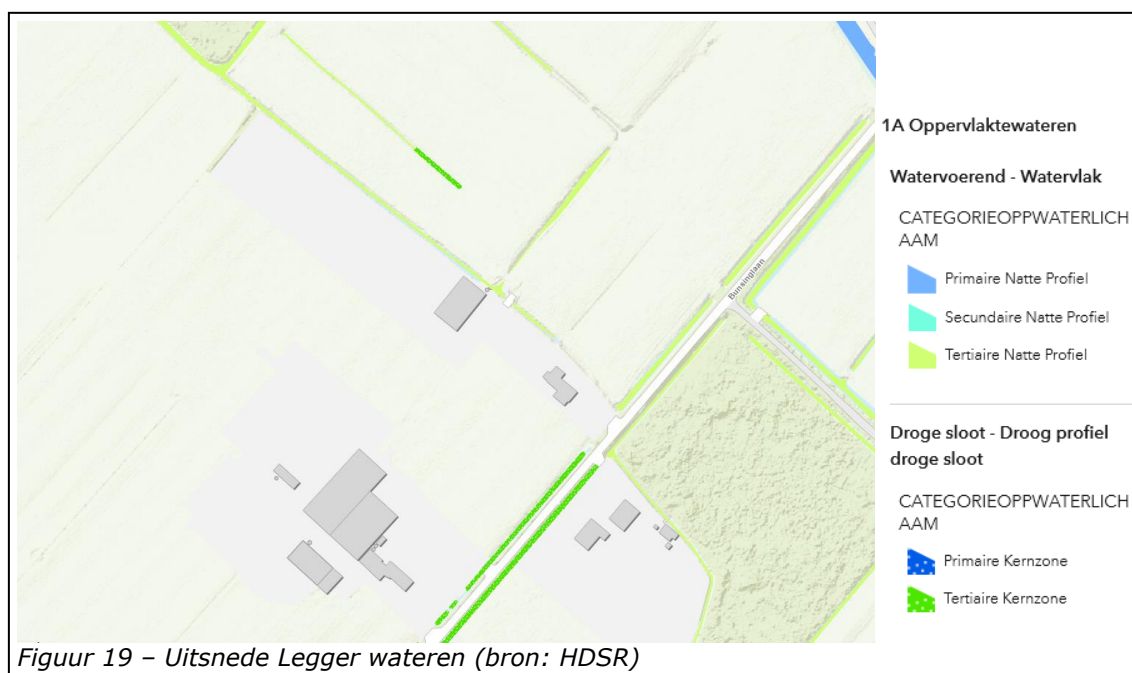 Bunsinglaan
1A Oppervlaktewateren
Watervoerend - Watervlak
CATEGORIEOPPWATERLICH
AAM
Primaire Natte Profiel
Secundaire Natte Profiel
Tertiaire Natte Profiel
Droge sloot - Droog profiel
droge sloot
CATEGORIEOPPWATERLICH
AAM
Primaire Kernzone
Tertiaire Kernzone
Figuur 19 – Uitsnede Legger wateren (bron: HDSR)